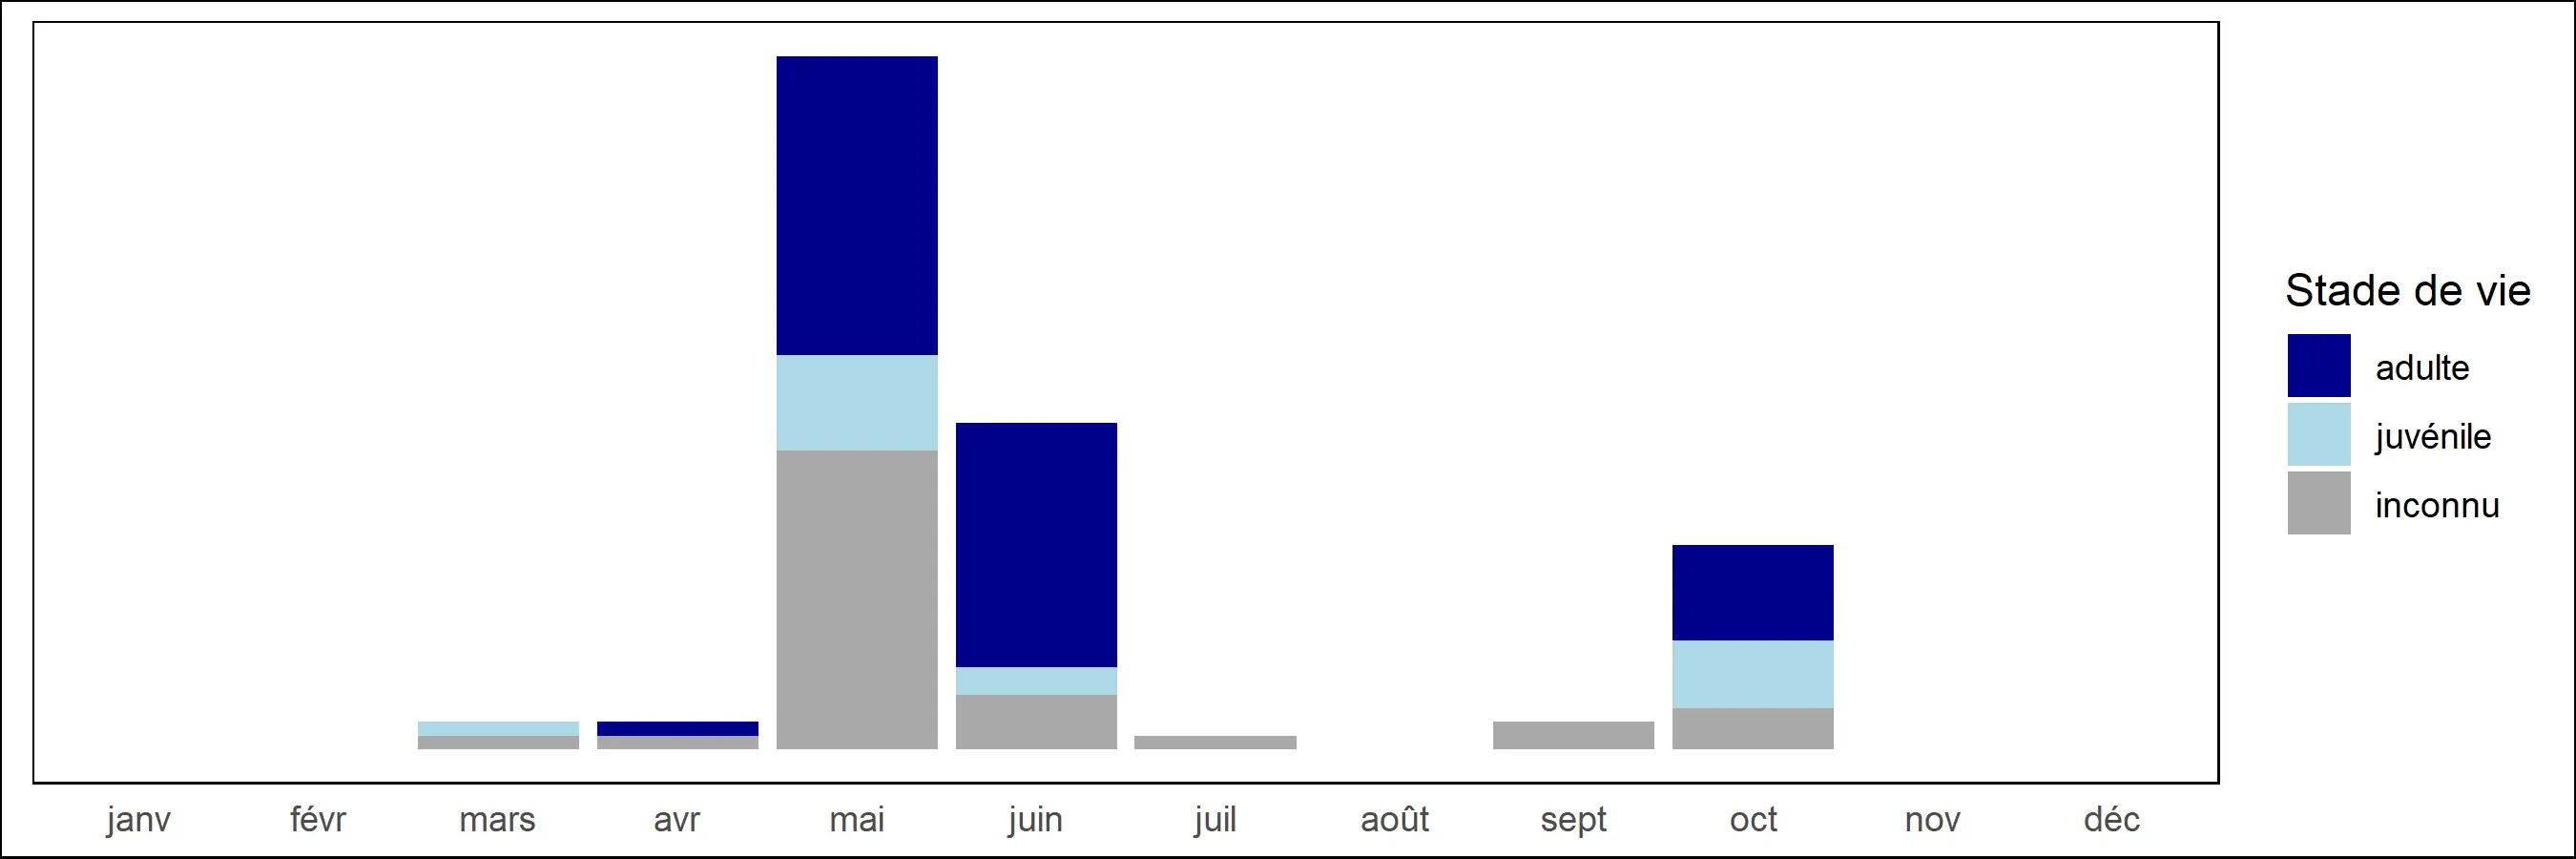 Stade de vie
adulte
juvénile
inconnu
janv févr mars avr mai juin juil août sept oct nov déc